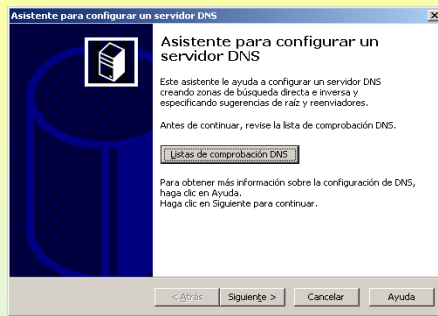 Asistente para configurar un servidor DNS
Asistente para configurar un
servidor DNS
Este asistente le ayuda a configurar un servidor DNS
creando zonas de búsqueda directa e inversa y
especificando sugerencias de raíz y reenviadores.
Antes de continuar, revise la lista de comprobación DNS.
Listas de comprobación DNS
Para obtener más información sobre la configuración de DNS,
haga clic en Ayuda.
Haga clic en Siguiente para continuar.
< Atrás Siguiente > Cancelar Ayuda